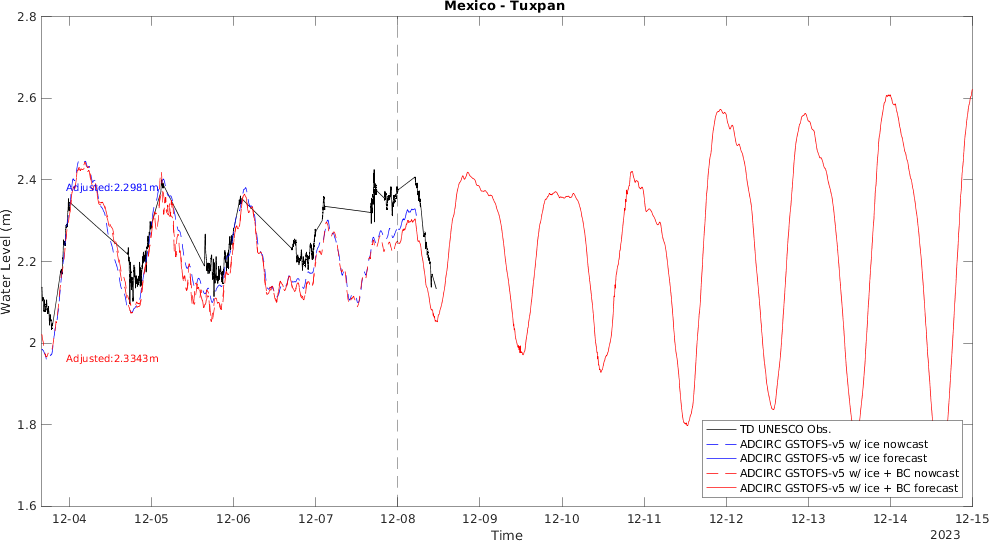 Mexico - Tuxpan
2.8
2.6
2.4
2.2
2
1.8
1.6
Water Level (m)
Adjusted:2.2981m
Adjusted:2.3343m
TD UNESCO Obs.
ADCIRC GSTOFS-v5 w/ ice nowcast
ADCIRC GSTOFS-v5 w/ ice forecast
ADCIRC GSTOFS-v5 w/ ice + BC nowcast
ADCIRC GSTOFS-v5 w/ ice + BC forecast
12-04 12-05 12-06 12-07 12-08 12-09 12-10 12-11 12-12 12-13 12-14 12-15
Time
2023